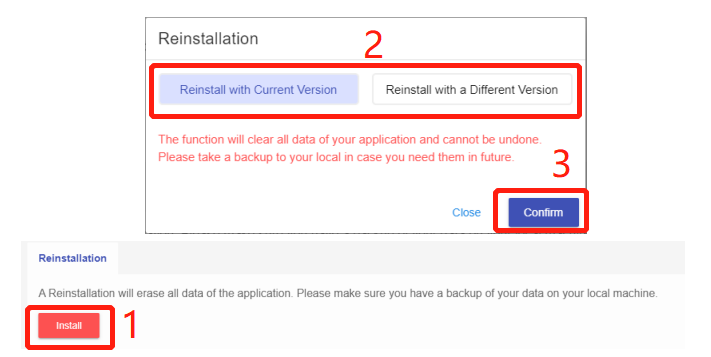 Reinstallation
2
Reinstall with Current Version
Reinstall with a Different Version
The function will clear all data of your application and cannot be undone.
Please take a backup to your local in case you need them in future.
3
Close
Confirm
Reinstallation
A Reinstallation will erase all data of the application. Please make sure you have a backup of your data on your local machine.
Install
1